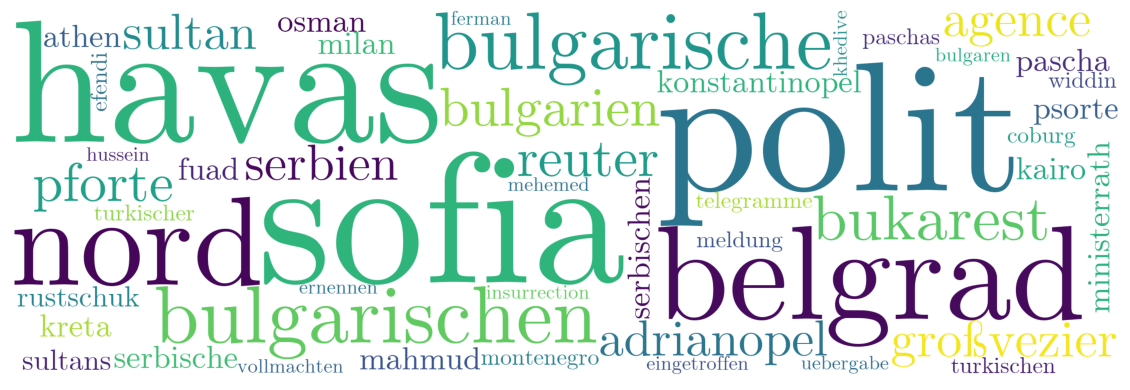 havas
sofia
polit
belgrad
nord
bulgarische
bulgarischen
bulgarien
serbien
pforte
reuter
bukarest
adrianopel
großvezier
agence
sultan
konstantinopel
athen
osman
milan
ferman
khedive
paschas
bulgaren
pascha
widdin
psorte
coburg
kairo
ministerrath
efendi
hussein
fuad
mehemed
turkischer
telegramme
serbischen
meldung
rustschuk
ernennen
insurrection
kreta
sultans
serbische
vollmachten
mahmud
montenegro
eingetroffen
uebergabe
turkischen